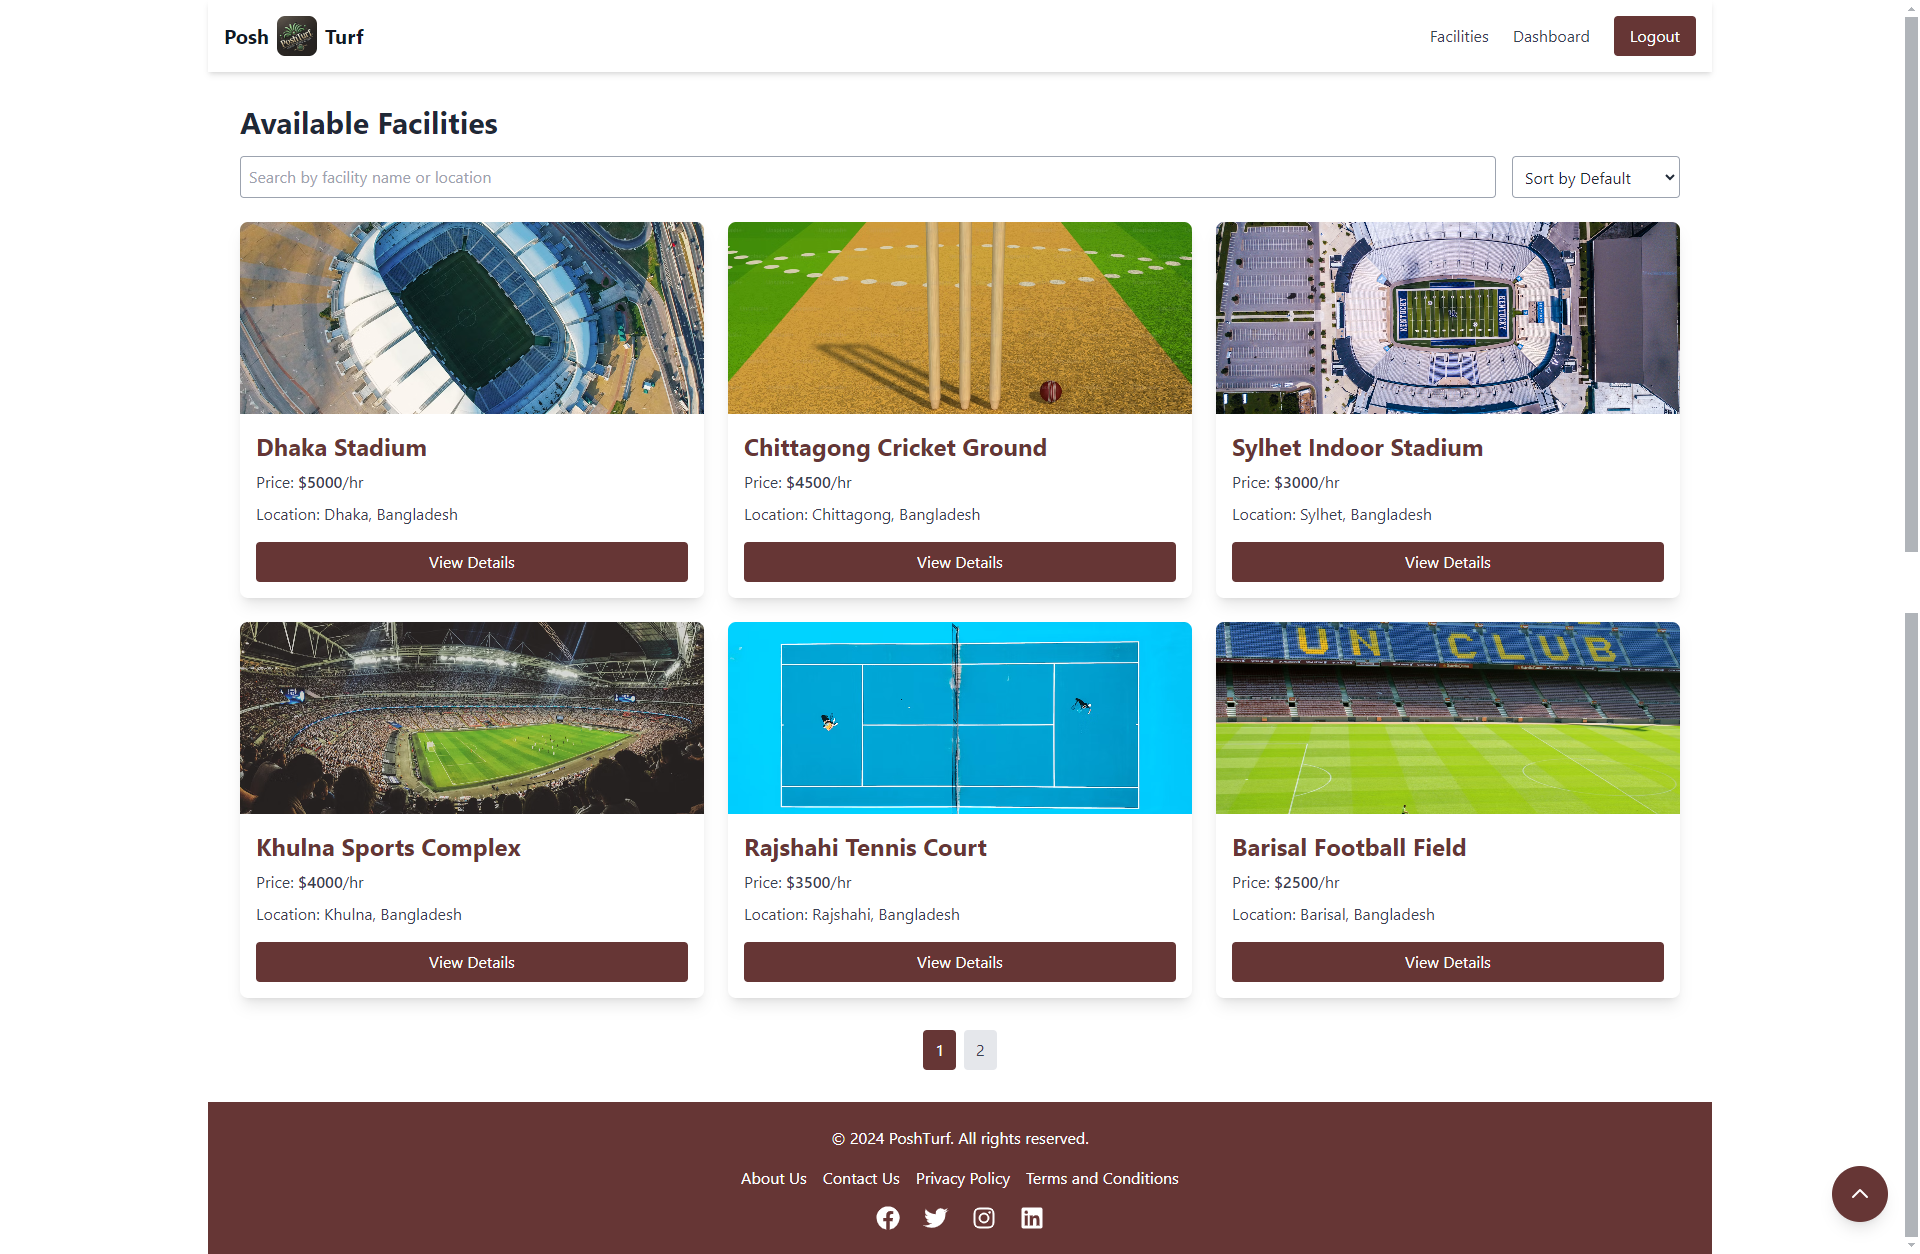 Posh PoshTurf Turf
Facilities Dashboard Logout
Available Facilities
Search by facility name or location
Sort by Default
KENTUCKY KENTUCKY
Dhaka Stadium
Price: $5000/hr
Location: Dhaka, Bangladesh
View Details
Chittagong Cricket Ground
Price: $4500/hr
Location: Chittagong, Bangladesh
View Details
Sylhet Indoor Stadium
Price: $3000/hr
Location: Sylhet, Bangladesh
View Details
UN CLUB
Khulna Sports Complex
Price: $4000/hr
Location: Khulna, Bangladesh
View Details
Rajshahi Tennis Court
Price: $3500/hr
Location: Rajshahi, Bangladesh
View Details
Barisal Football Field
Price: $2500/hr
Location: Barisal, Bangladesh
View Details
1 2
© 2024 PoshTurf. All rights reserved.
About Us Contact Us Privacy Policy Terms and Conditions